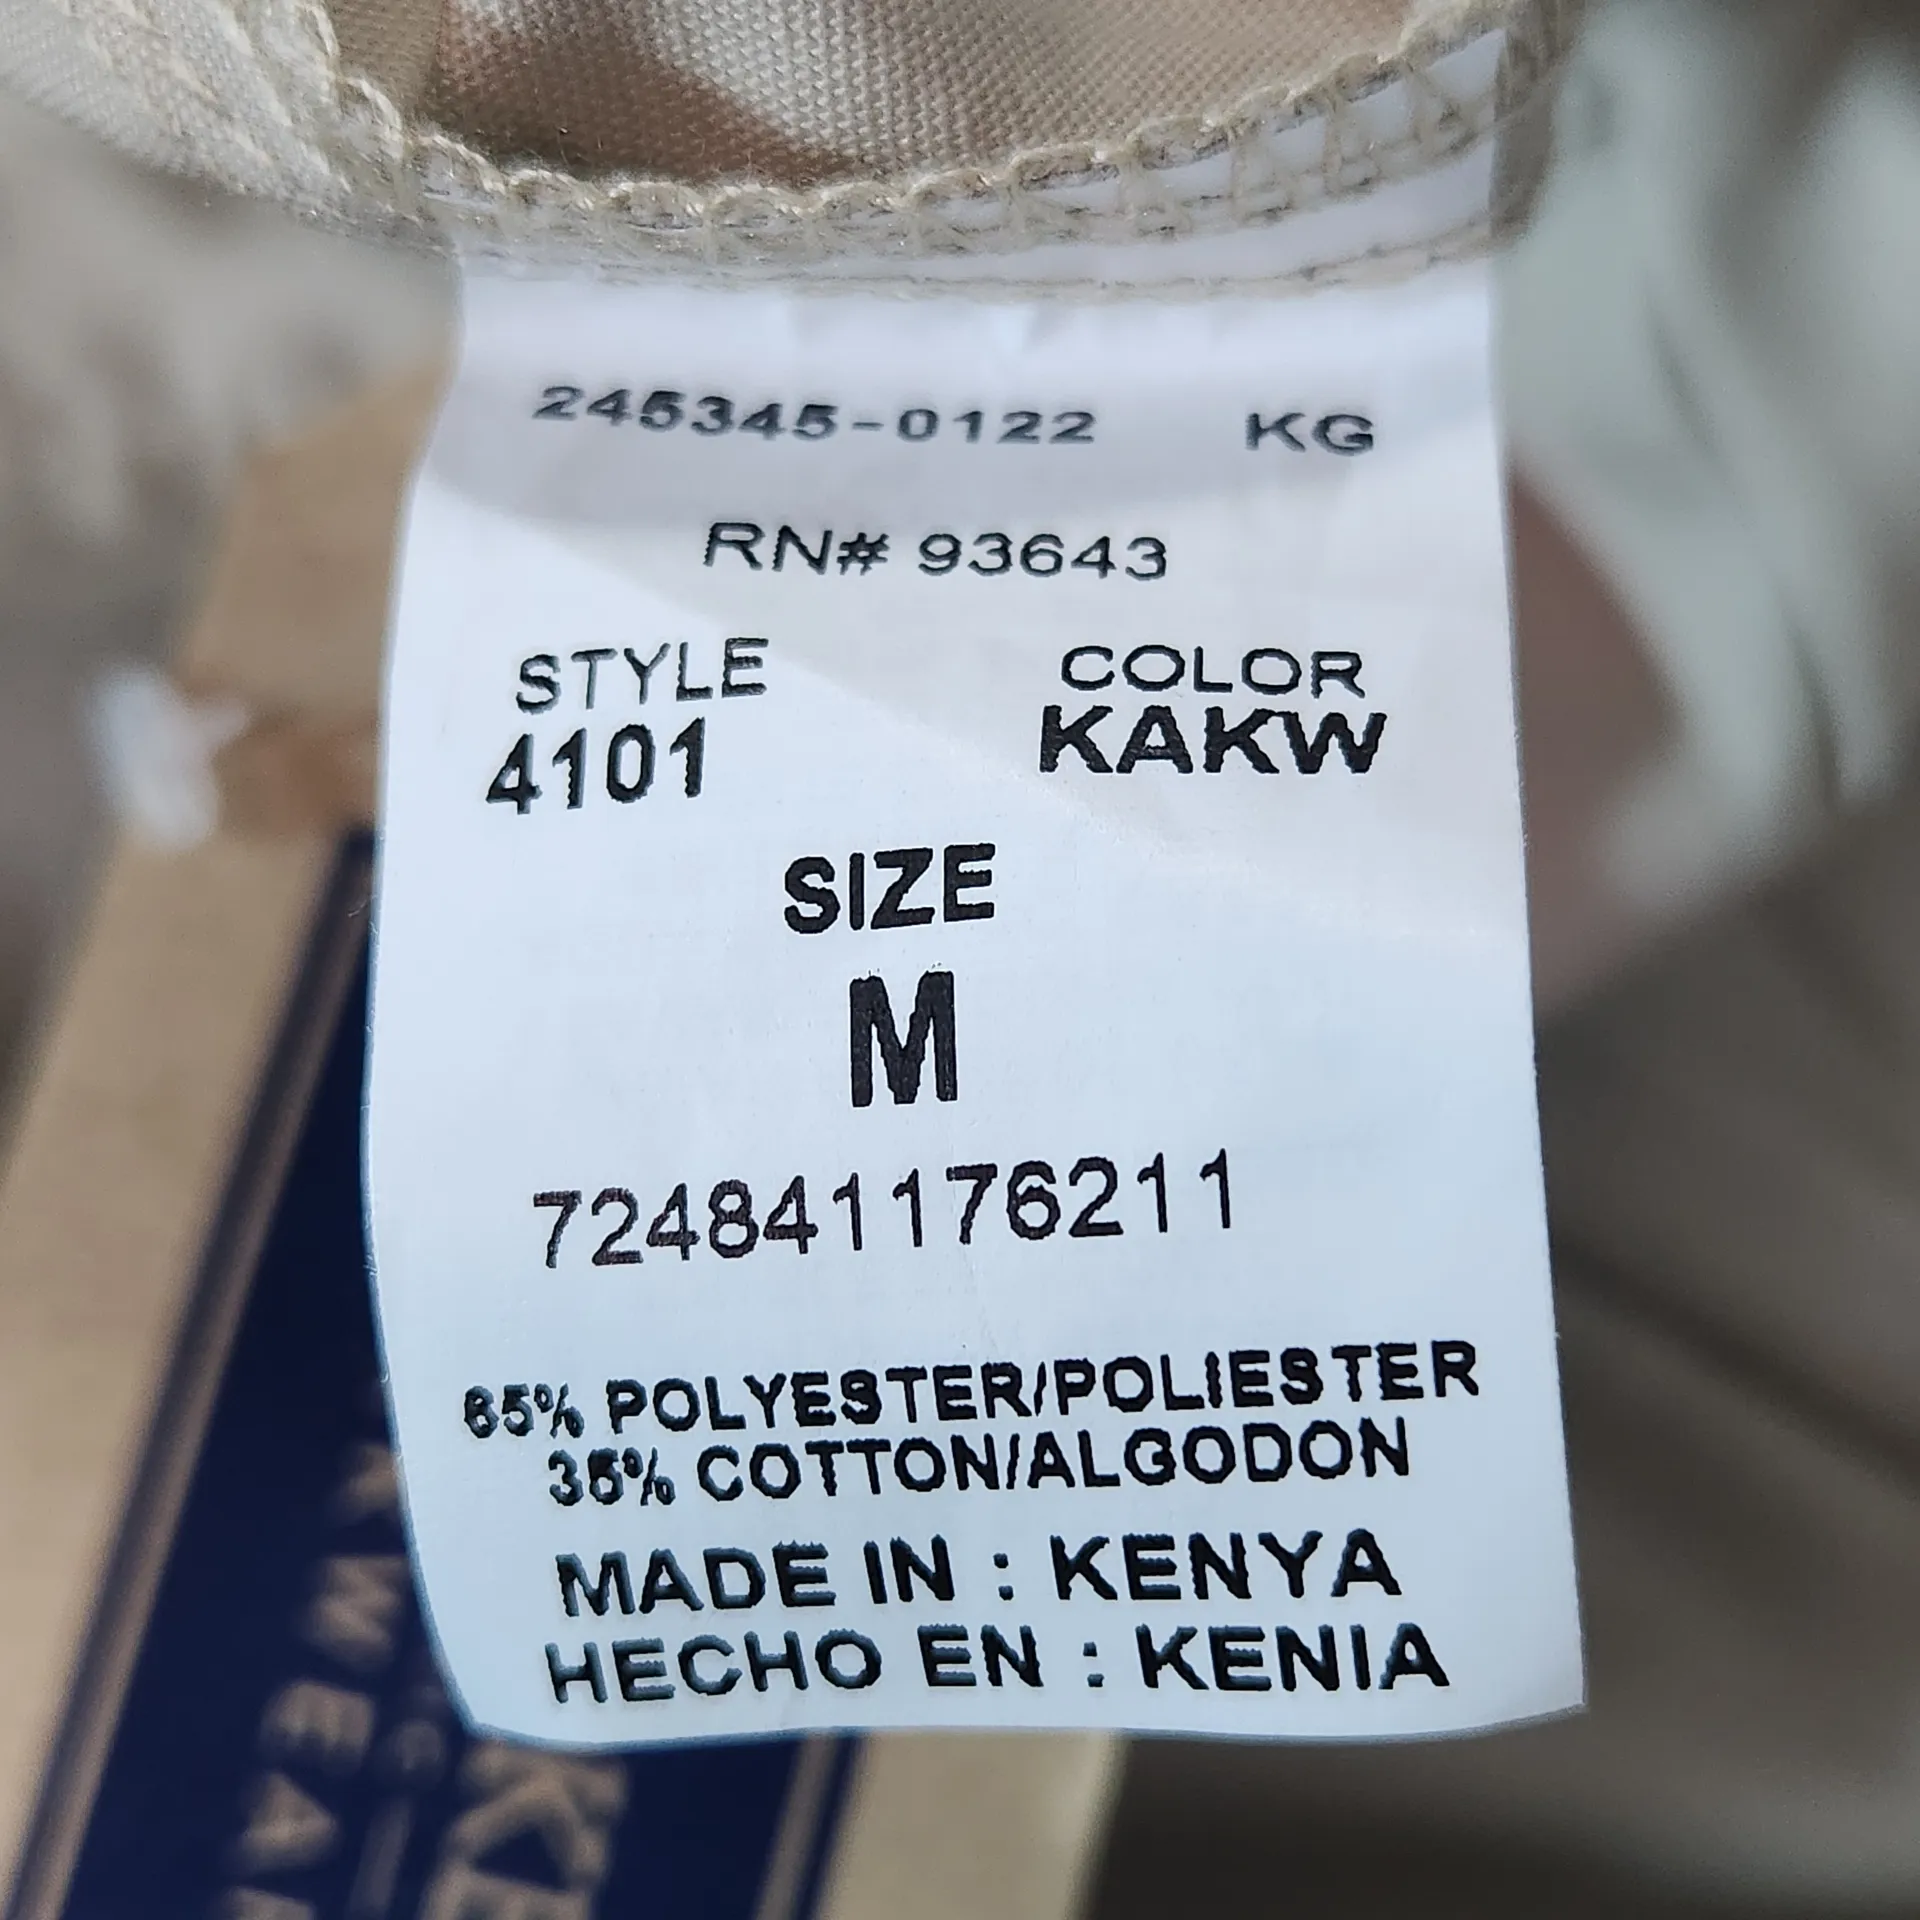 245345-0122 KG
RN# 93643
STYLE COLOR
4101 KAKW
SIZE
M
724841176211
65% POLYESTER/POLIESTER
35% COTTON/ALGODON
MADE IN : KENYA
HECHO EN : KENIA